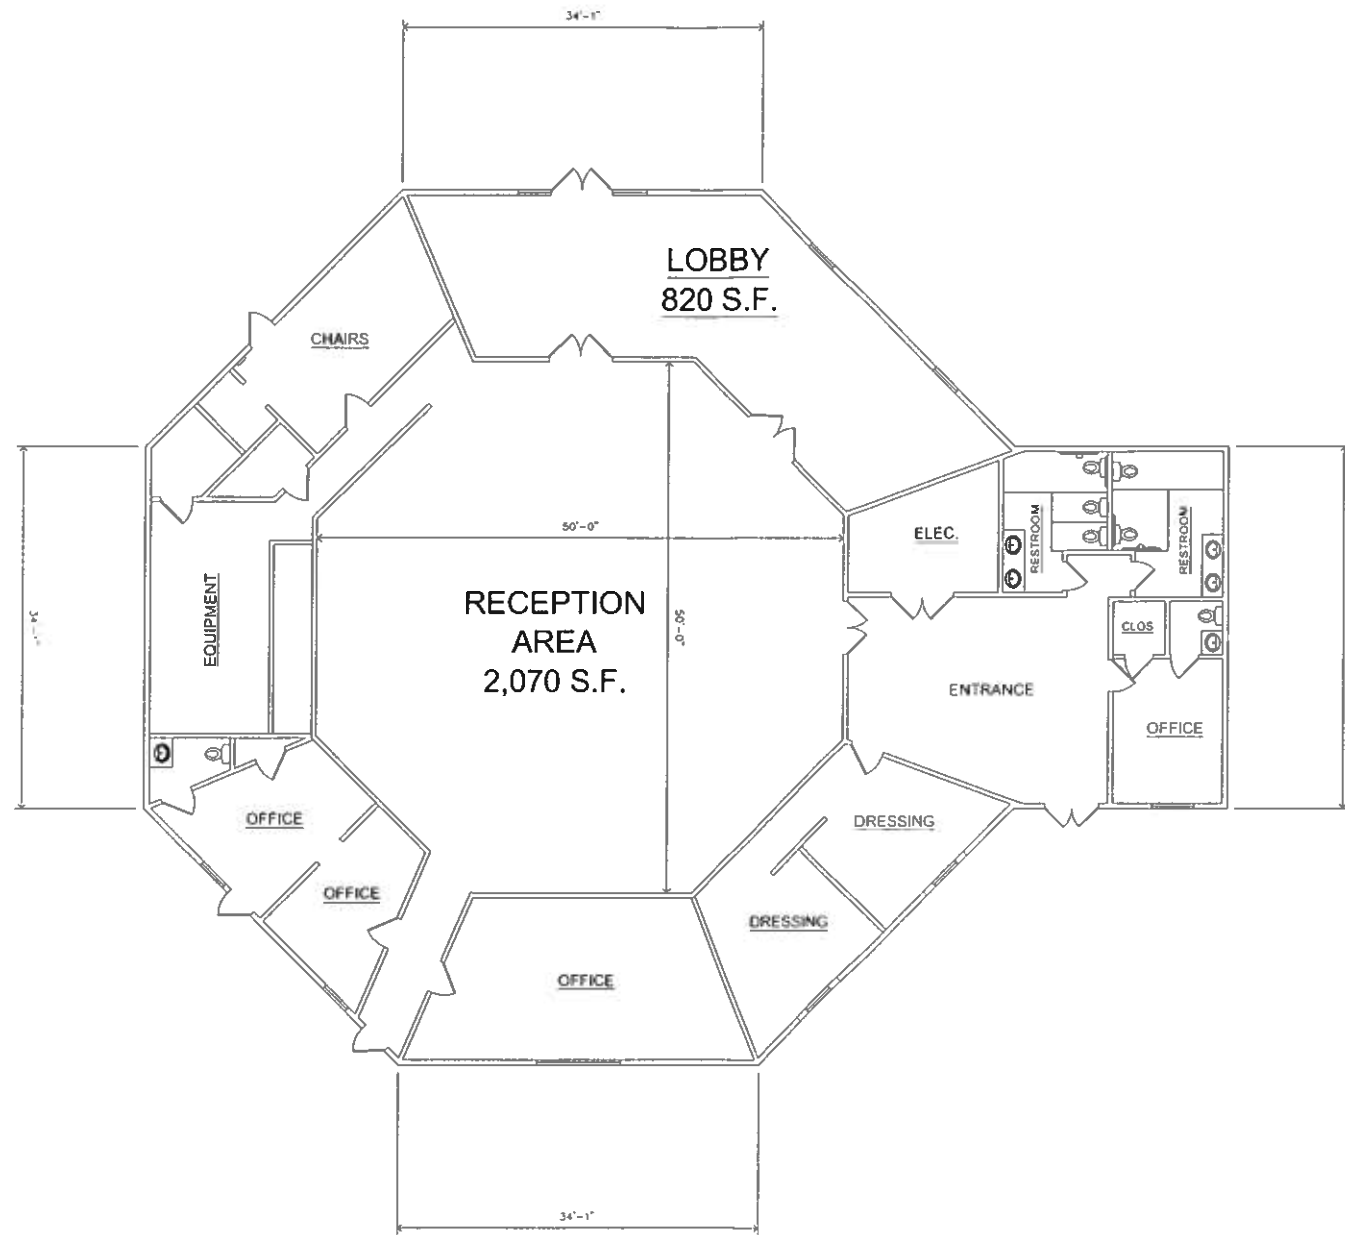 34'-1"
LOBBY
820 S.F.
CHAIRS
50'-0"
ELEC.
RESTROOM
RESTROOM
RECEPTION
AREA
2,070 S.F.
50'-0"
EQUIPMENT
CLOS
ENTRANCE
OFFICE
OFFICE
DRESSING
OFFICE
DRESSING
OFFICE
34'-1"